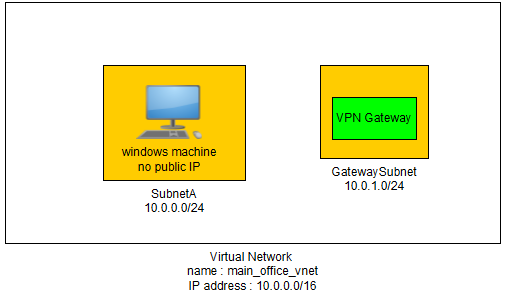 windows machine
no public IP
SubnetA
10.0.0.0/24
VPN Gateway
GatewaySubnet
10.0.1.0/24
Virtual Network
name : main_office_vnet
IP address : 10.0.0.0/16